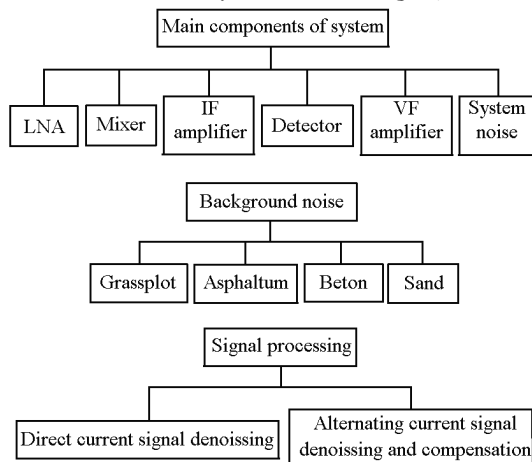 Main components of system
LNA
Mixer
IF
amplifier
Detector
VF
amplifier
System
noise
Background noise
Grassplot
Asphaltum
Beton
Sand
Signal processing
Direct current signal denoissing
Alternating current signal
denoissing and compensation